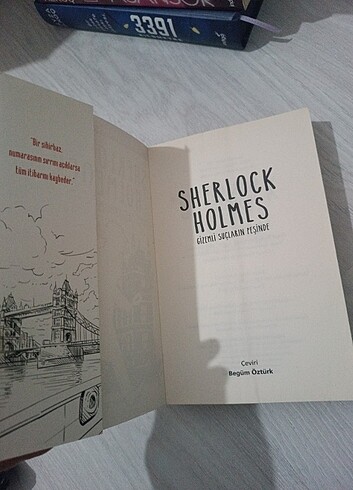 3391
"Bir sihirbaz,
numarasının sırrını açıklarsa
tüm itibarını kaybeder."
SHERLOCK
HOLMES
GİZEMLİ SUÇLARIN PEŞİNDE
Çeviri
Begüm Öztürk